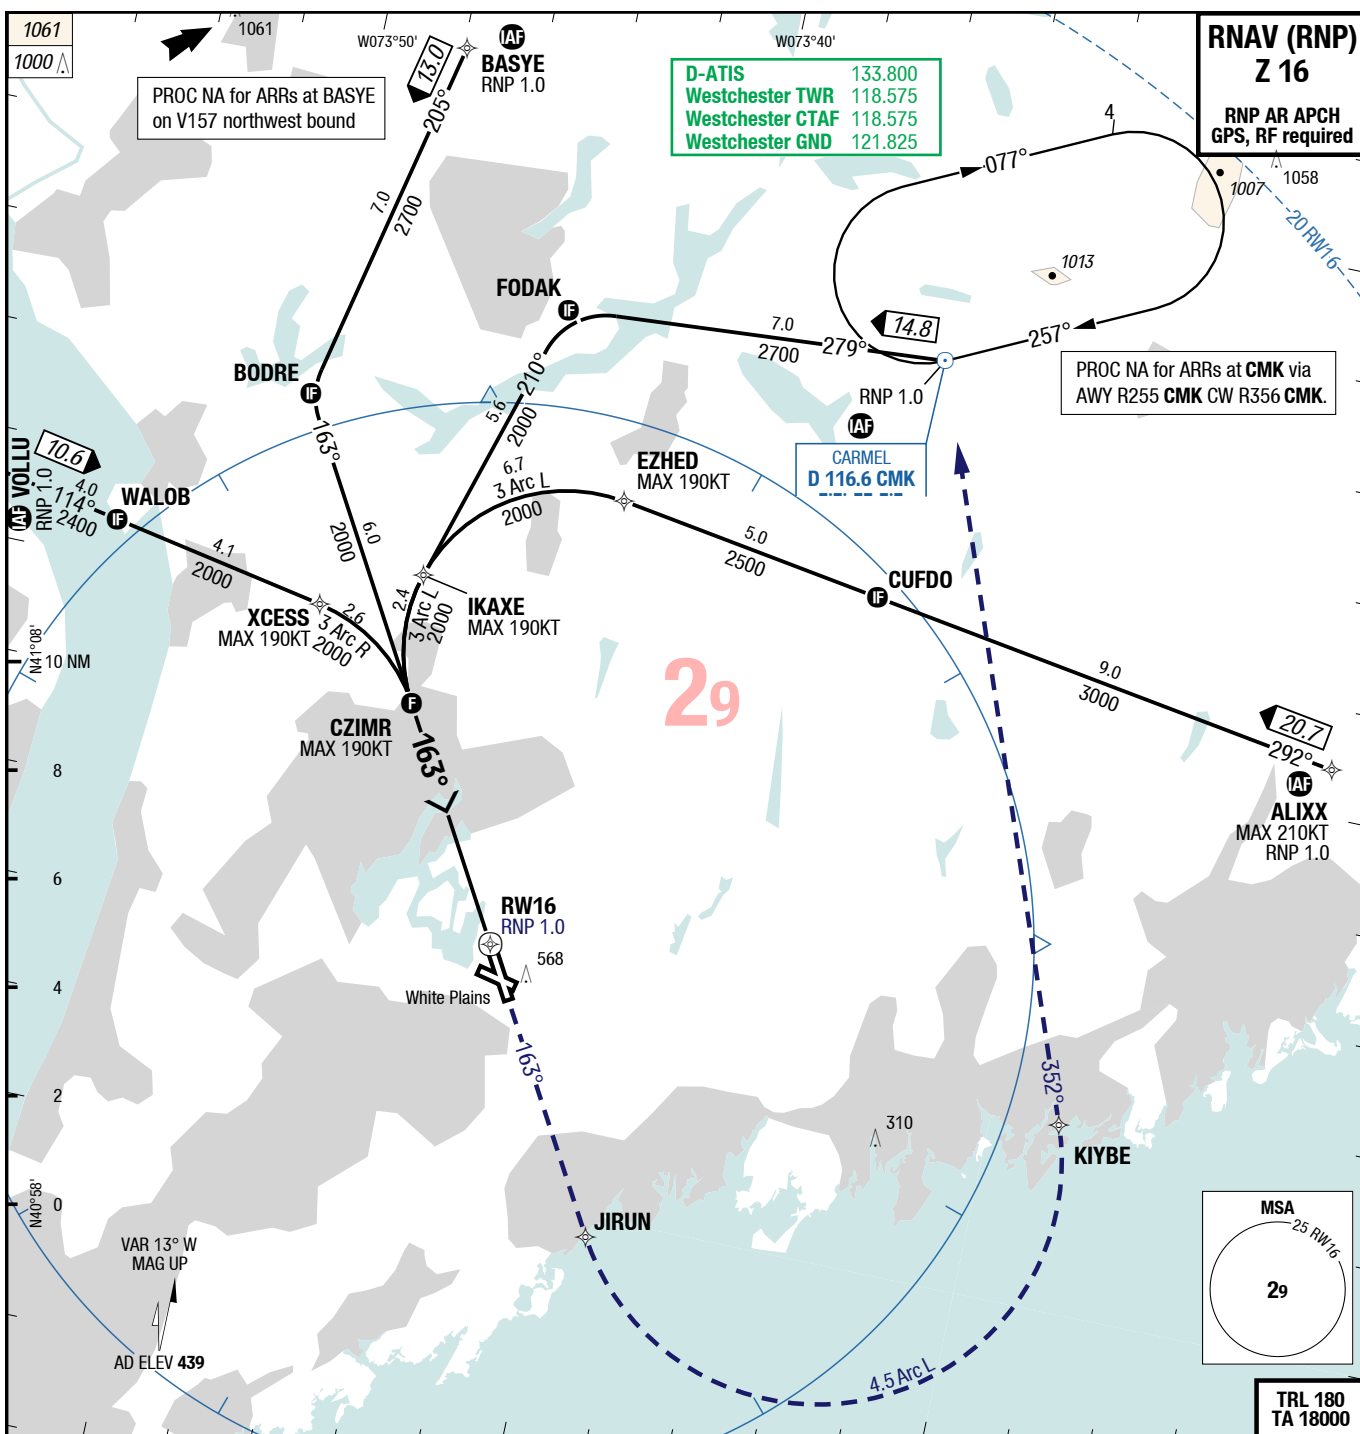 1061
1000
1061
W073°50'
W073°40'
IAF
BASYE
RNP 1.0
13.0
205°
7.0
2700
PROC NA for ARRs at BASYE
on V157 northwest bound
D-ATIS 133.800
Westchester TWR 118.575
Westchester CTAF 118.575
Westchester GND 121.825
RNAV (RNP)
Z 16
RNP AR APCH
GPS, RF required
4
077°
1007
1058
20 RW16
1013
257°
14.8
FODAK
IF
7.0
2700
279°
210°
5.6
2000
PROC NA for ARRs at CMK via
AWY R255 CMK CW R356 CMK.
RNP 1.0
IAF
CARMEL
D 116.6 CMK
BODRE
IF
163°
6.0
2000
IAF VOLLU
RNP 1.0
10.6
4.0
114°
2400
WALOB
IF
4.1
2000
EZHED
MAX 190KT
6.7
3 Arc L
2000
5.0
2500
CUFDO
IF
XCESS
MAX 190KT
2.6
3 Arc R
2000
2.4
3 Arc L
2000
IKAXE
MAX 190KT
N41°08'
10 NM
29
9.0
3000
20.7
292°
IAF
ALIXX
MAX 210KT
RNP 1.0
F
CZIMR
MAX 190KT
163°
8
6
RW16
RNP 1.0
568
White Plains
4
163°
2
352°
310
KIYBE
N40°58'
0
JIRUN
VAR 13° W
MAG UP
AD ELEV 439
4.5 Arc L
MSA
25 RW16
29
TRL 180
TA 18000